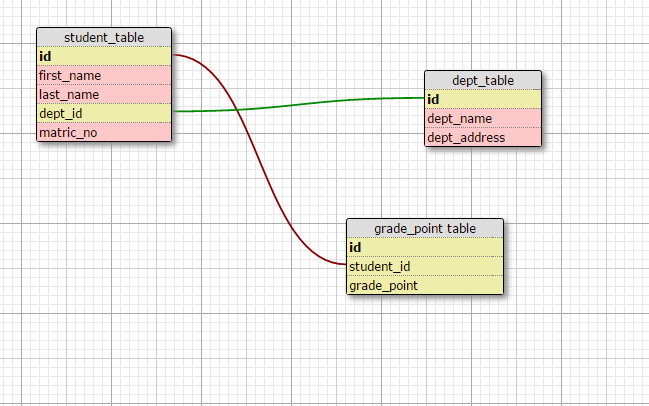 student_table
id
first_name
last_name
dept_id
matric_no
dept_table
id
dept_name
dept_address
grade_point table
id
student_id
grade_point